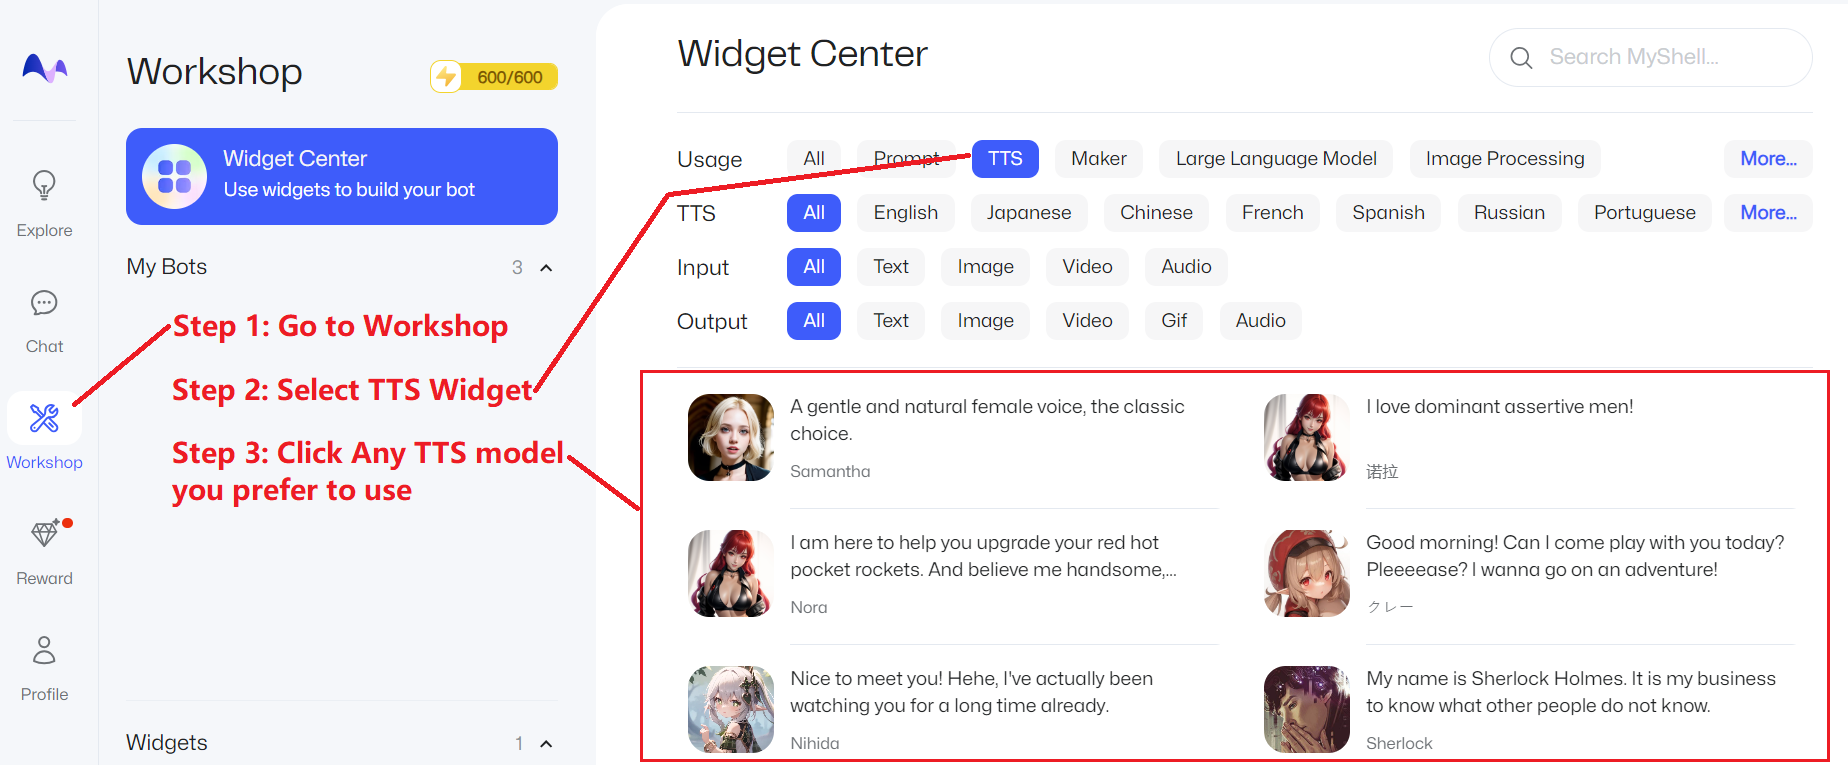 Explore
Chat
Workshop
Reward
Profile
Workshop
600/600
Widget Center
Use widgets to build your bot
My Bots 3
Step 1: Go to Workshop
Step 2: Select TTS Widget
Step 3: Click Any TTS model
you prefer to use
Widgets 1
Widget Center
Search MyShell...
Usage All Prompt TTS Maker Large Language Model Image Processing More...
TTS All English Japanese Chinese French Spanish Russian Portuguese More...
Input All Text Image Video Audio
Output All Text Image Video Gif Audio
A gentle and natural female voice, the classic
choice.
Samantha
I love dominant assertive men!
诺拉
I am here to help you upgrade your red hot
pocket rockets. And believe me handsome,...
Nora
Good morning! Can I come play with you today?
Pleeeease? I wanna go on an adventure!
クレー
Nice to meet you! Hehe, I've actually been
watching you for a long time already.
Nihida
My name is Sherlock Holmes. It is my business
to know what other people do not know.
Sherlock